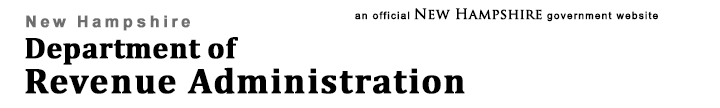 New Hampshire
an official NEW HAMPSHIRE government website
Department of
Revenue Administration